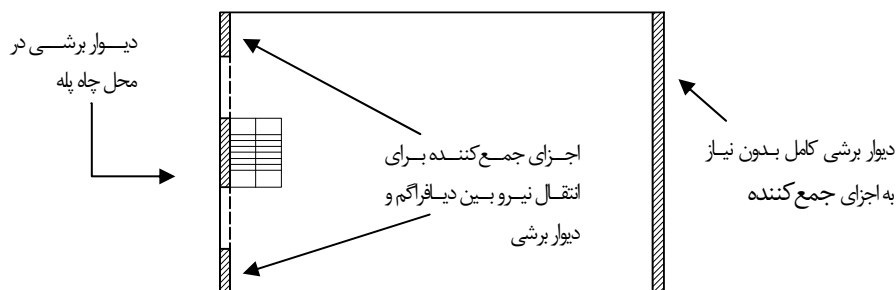 دیوار برشی در
محل چاه پله
اجزای جمع‌کننده برای
انتقال نیرو بین دیافراگم و
دیوار برشی
دیوار برشی کامل بدون نیاز
به اجزای جمع‌کننده